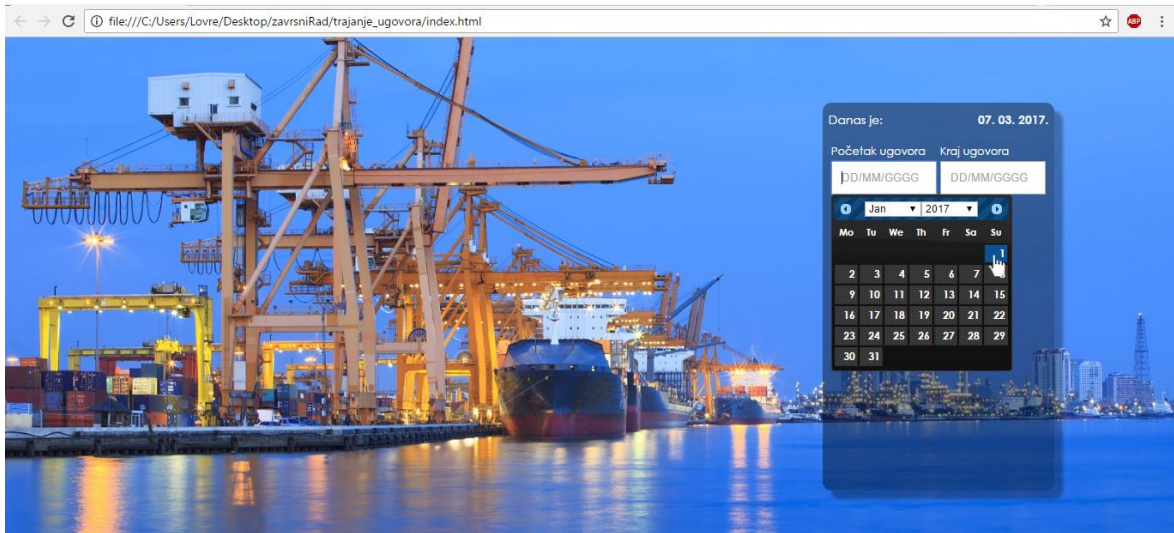 file:///C:/Users/Lovre/Desktop/zavrsniRad/trajanje_ugovora/index.html
ABP
Danas je: 07. 03. 2017.
Početak ugovora Kraj ugovora
DD/MM/GGGG DD/MM/GGGG
Jan 2017
Mo Tu We Th Fr Sa Su
1
2 3 4 5 6 7
9 10 11 12 13 14 15
16 17 18 19 20 21 22
23 24 25 26 27 28 29
30 31